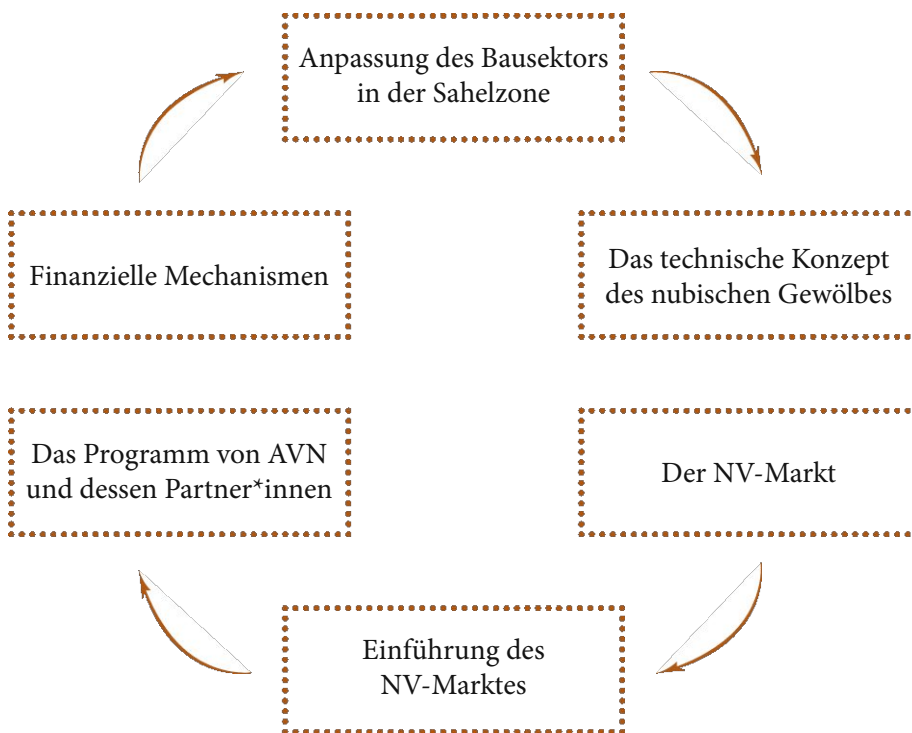 Anpassung des Bausektors
in der Sahelzone
Finanzielle Mechanismen
Das technische Konzept
des nubischen Gewölbes
Das Programm von AVN
und dessen Partner*innen
Der NV-Markt
Einführung des
NV-Marktes